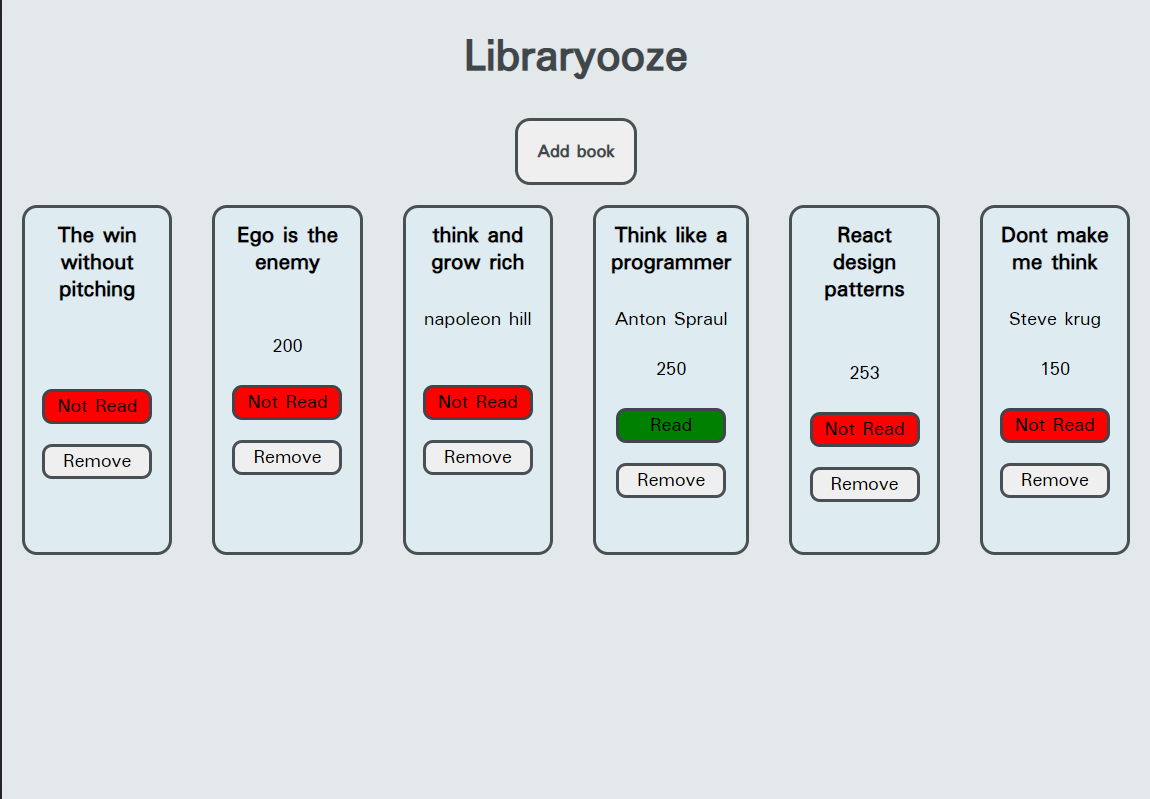 Libraryooze
Add book
The win
without
pitching
Not Read
Remove
Ego is the
enemy
200
Not Read
Remove
think and
grow rich
napoleon hill
Not Read
Remove
Think like a
programmer
Anton Spraul
250
Read
Remove
React
design
patterns
253
Not Read
Remove
Dont make
me think
Steve krug
150
Not Read
Remove